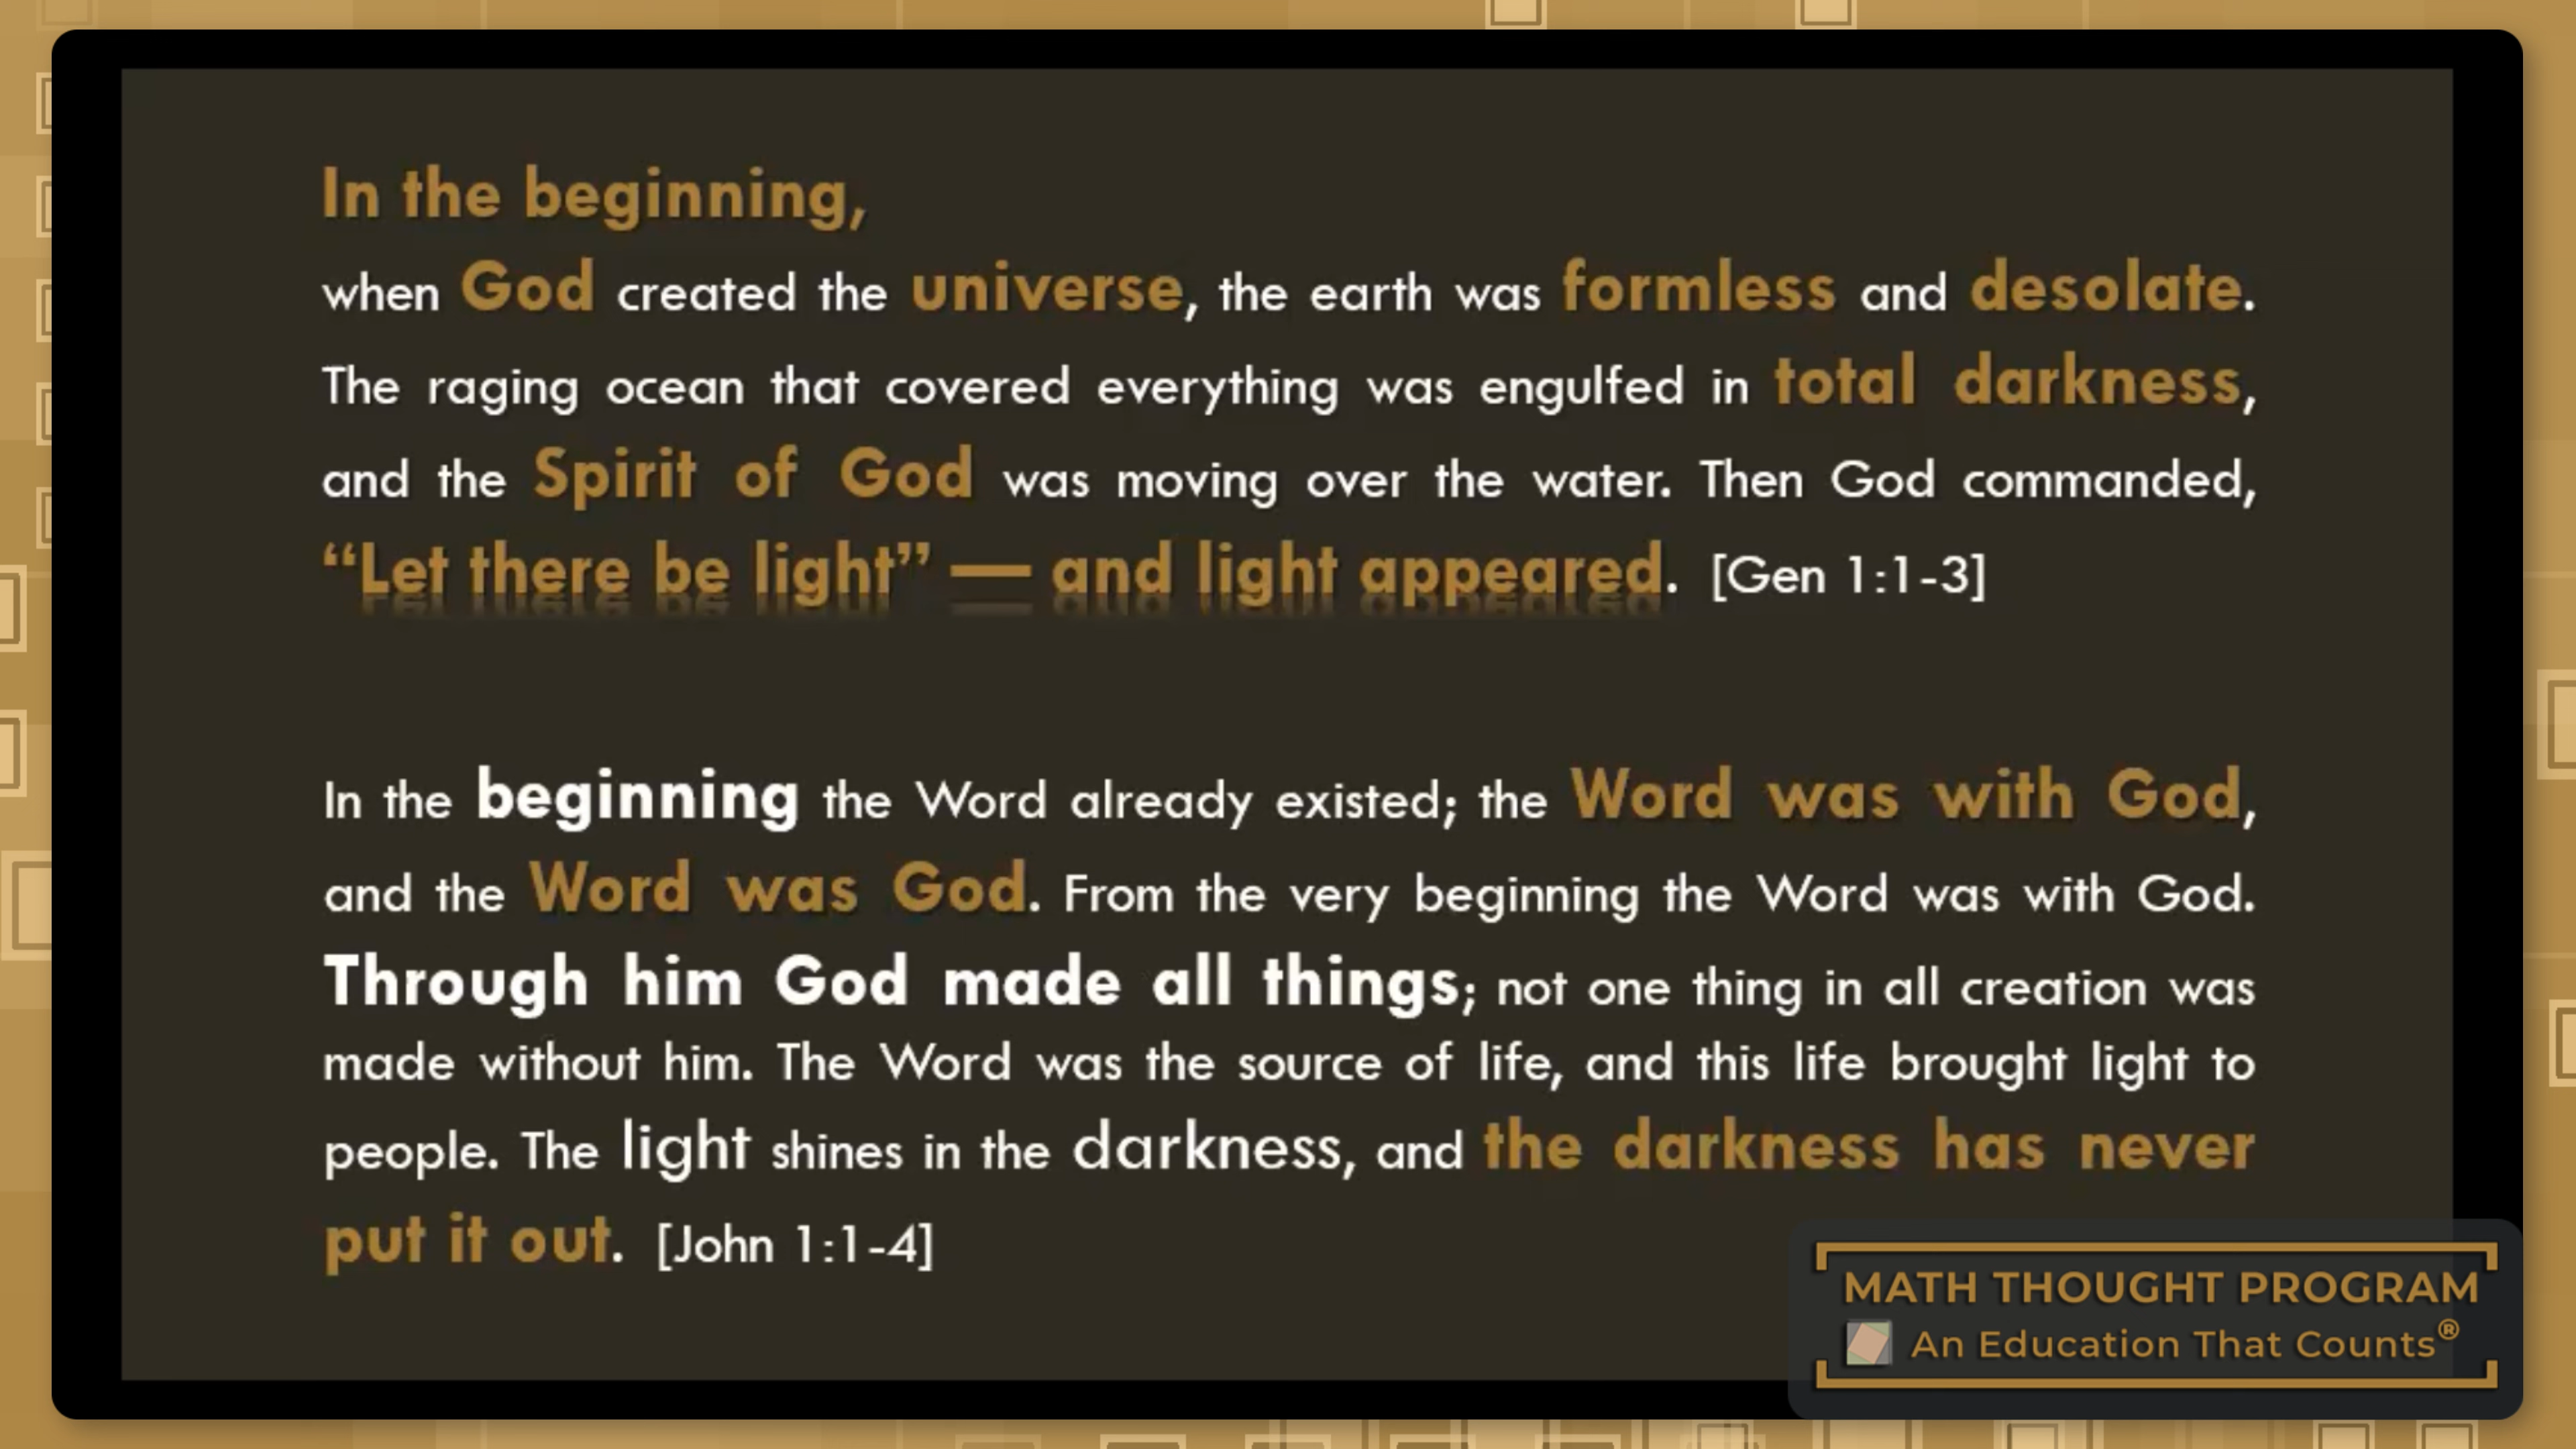 In the beginning,
when God created the universe, the earth was formless and desolate.
The raging ocean that covered everything was engulfed in total darkness,
and the Spirit of God was moving over the water. Then God commanded,
“Let there be light” — and light appeared. [Gen 1:1-3]
In the beginning the Word already existed; the Word was with God,
and the Word was God. From the very beginning the Word was with God.
Through him God made all things; not one thing in all creation was
made without him. The Word was the source of life, and this life brought light to
people. The light shines in the darkness, and the darkness has never
put it out. [John 1:1-4]
MATH THOUGHT PROGRAM
An Education That Counts®